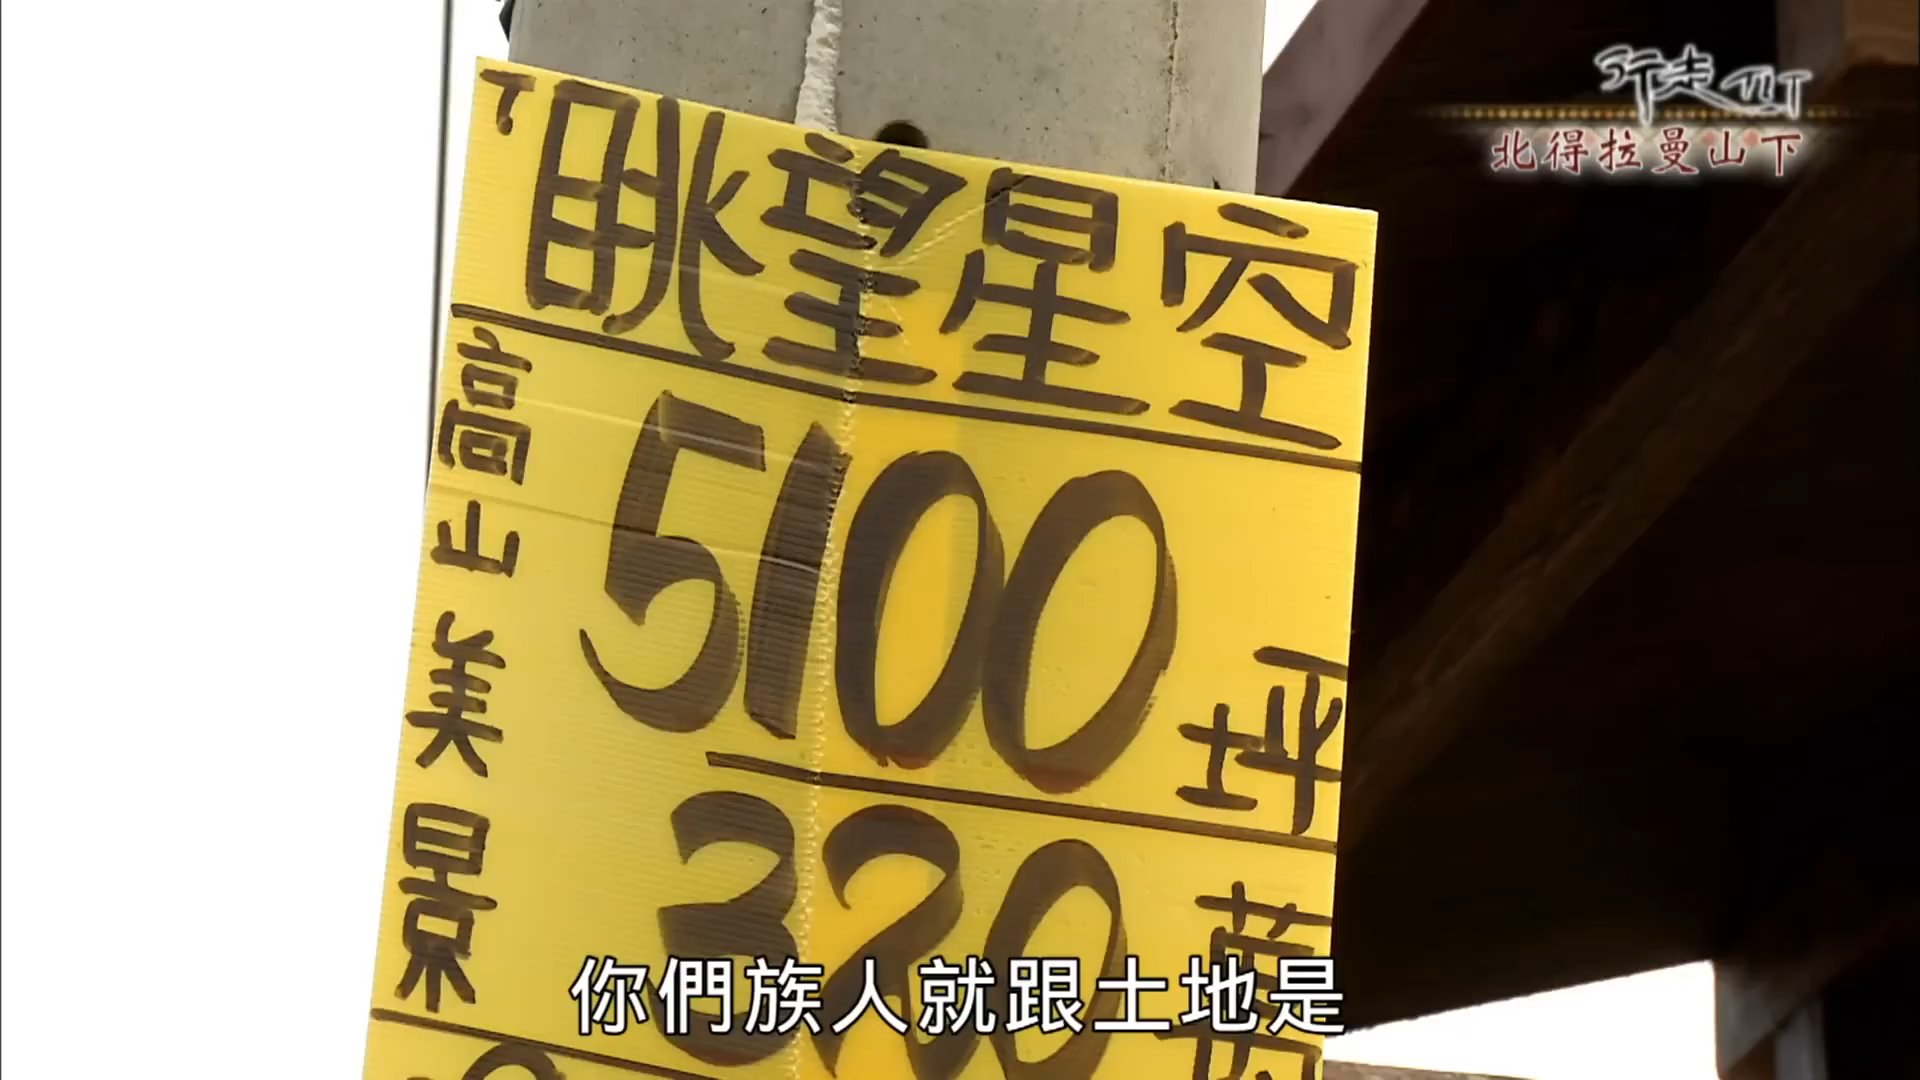 行走TIT
北得拉曼山下
眺望星空
高山美景
5100坪
320萬
你們族人就跟土地是